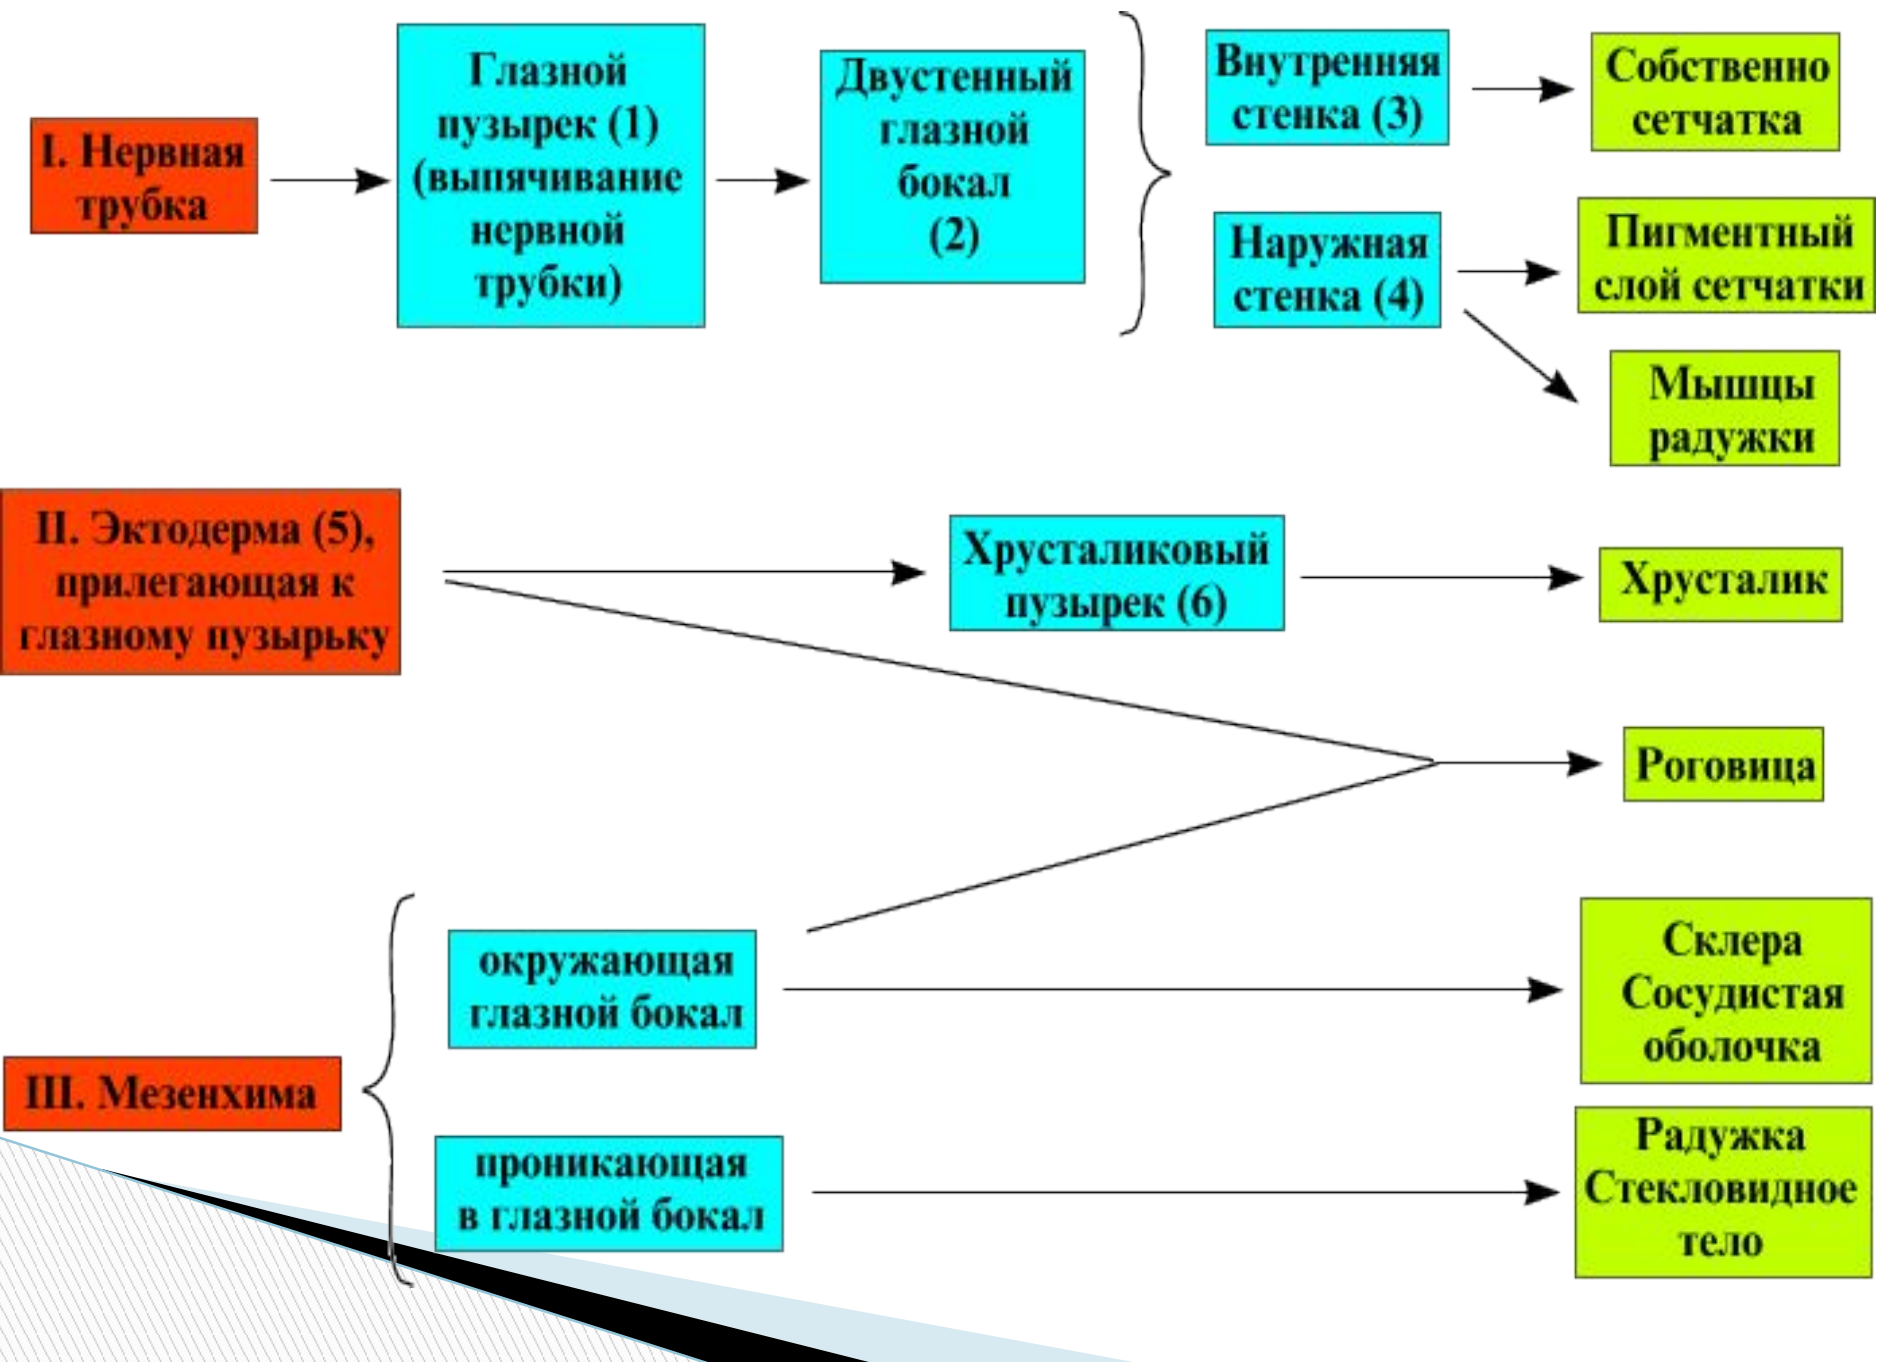 I. Нервная
трубка
Глазной
пузырек (1)
(выпячивание
нервной
трубки)
Двустенный
глазной
бокал
(2)
Внутренняя
стенка (3)
Собственно
сетчатка
Наружная
стенка (4)
Пигментный
слой сетчатки
Мышцы
радужки
II. Эктодерма (5),
прилегающая к
глазному пузырьку
Хрусталиковый
пузырек (6)
Хрусталик
Роговица
III. Мезенхима
окружающая
глазной бокал
Склера
Сосудистая
оболочка
проникающая
в глазной бокал
Радужка
Стекловидное
тело